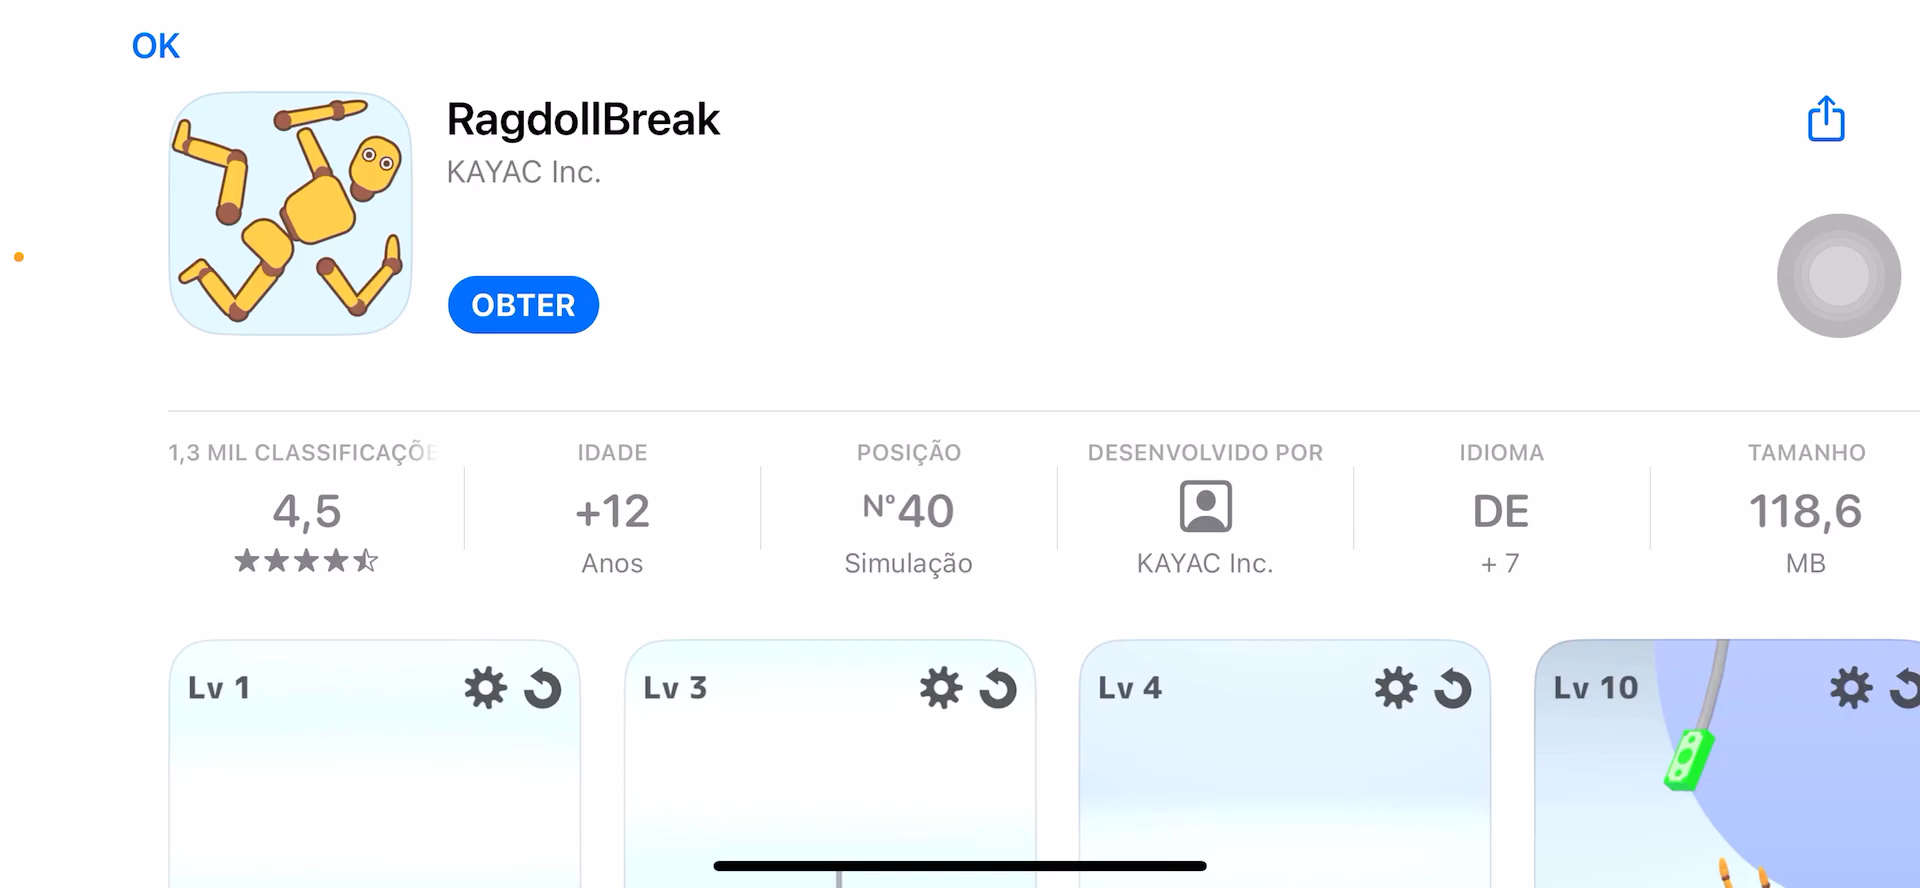 OK
RagdollBreak
KAYAC Inc.
OBTER
1,3 MIL CLASSIFICAÇÕE
4,5
IDADE
+12
Anos
POSIÇÃO
Nº40
Simulação
DESENVOLVIDO POR
KAYAC Inc.
IDIOMA
DE
+ 7
TAMANHO
118,6
MB
Lv 1
Lv 3
Lv 4
Lv 10